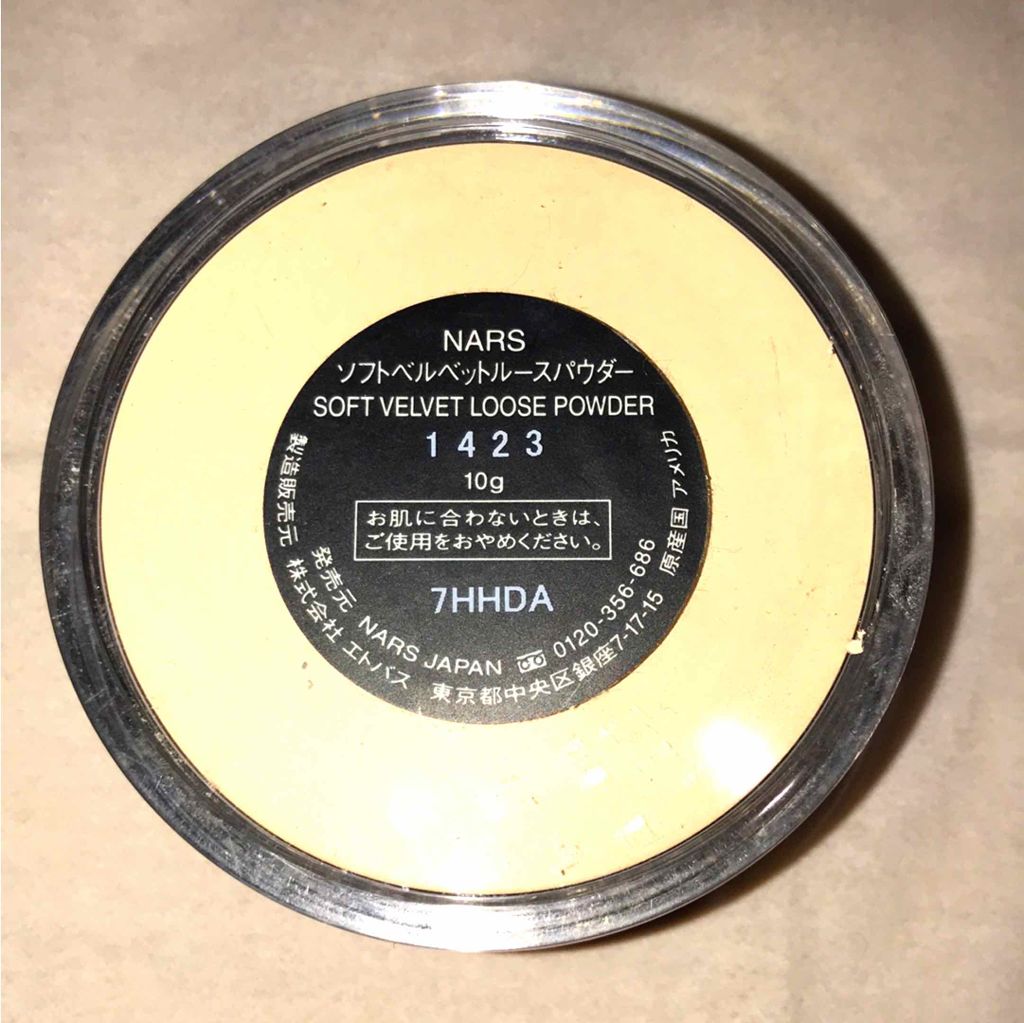 NARS
ソフトベルベットルースパウダー
SOFT VELVET LOOSE POWDER
1423
10g
お肌に合わないときは、
ご使用をおやめください。
7HHDA
発売元 NARS JAPAN 0120-356-686
製造販売元 株式会社 エトバス 東京都中央区銀座7-17-15 原産国 アメリカ